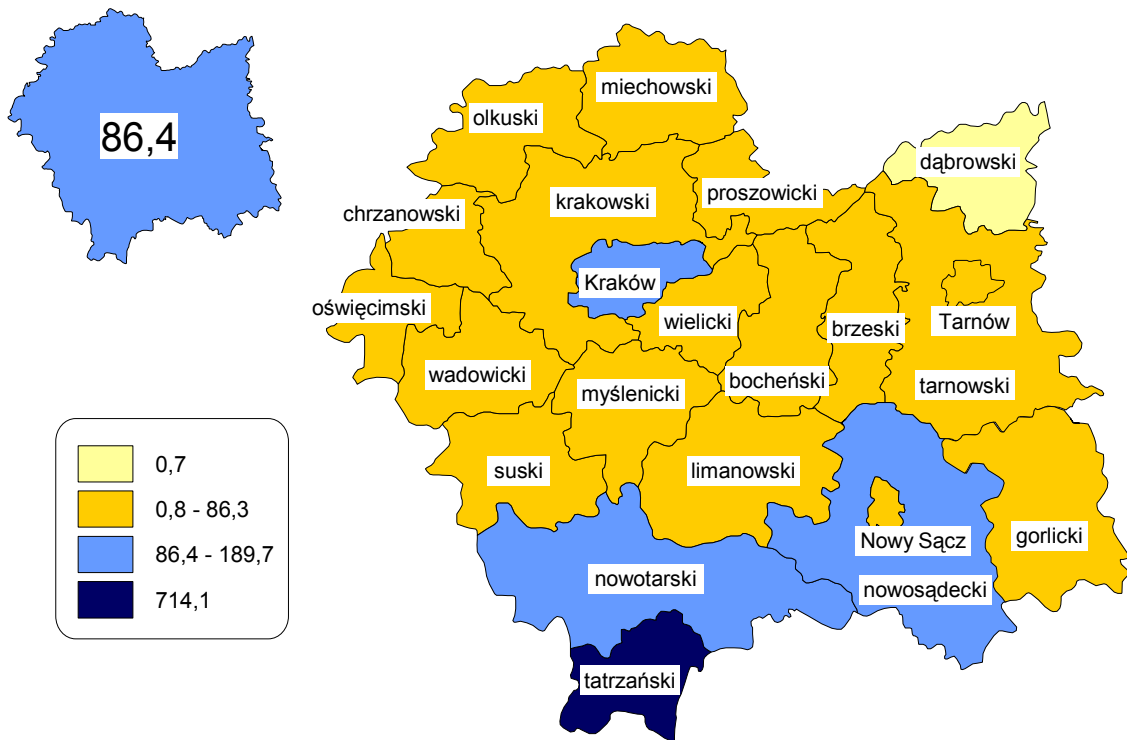 86,4
miechowski
olkuski
dąbrowski
proszowicki
krakowski
chrzanowski
Kraków
oświęcimski
wielicki
brzeski
Tarnów
wadowicki
myślenicki
bocheński
tarnowski
suski
limanowski
Nowy Sącz
gorlicki
nowotarski
nowosądecki
tatrzański
0,7
0,8 - 86,3
86,4 - 189,7
714,1